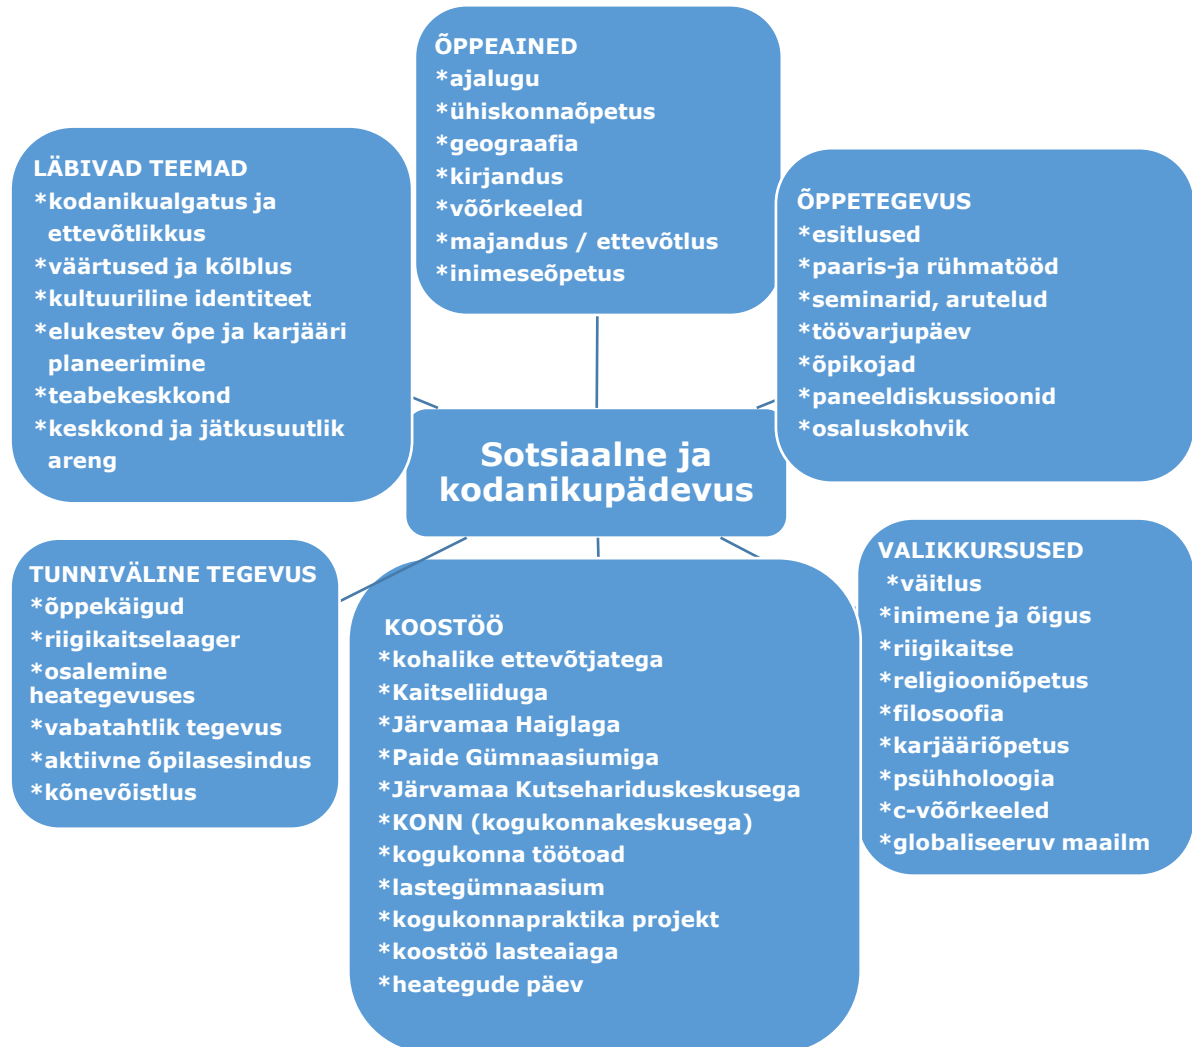 ÕPPEAINED
*ajalugu
*ühiskonnaõpetus
*geograafia
*kirjandus
*võõrkeeled
*majandus / ettevõtlus
*inimeseõpetus
LÄBIVAD TEEMAD
*kodanikualgatus ja
ettevõtlikkus
*väärtused ja kõlblus
*kultuuriline identiteet
*elukestev õpe ja karjääri
planeerimine
*teabekeskkond
*keskkond ja jätkusuutlik
areng
ÕPPETEGEVUS
*esitlused
*paaris-ja rühmatööd
*seminarid, arutelud
*töövarjupäev
*õpikojad
*paneeldiskussioonid
*osaluskohvik
Sotsiaalne ja
kodanikupädevus
TUNNIVÄLINE TEGEVUS
*õppekäigud
*riigikaitselaager
*osalemine
heategevuses
*vabatahtlik tegevus
*aktiivne õpilasesindus
*kõnevõistlus
KOOSTÖÖ
*kohalike ettevõtjatega
*Kaitseliiduga
*Järvamaa Haiglaga
*Paide Gümnaasiumiga
*Järvamaa Kutsehariduskeskusega
*KONN (kogukonnakeskusega)
*kogukonna töötoad
*lastegümnaasium
*kogukonnapraktika projekt
*koostöö lasteaiaga
*heategude päev
VALIKKURSUSED
*väitlus
*inimene ja õigus
*riigikaitse
*religiooniõpetus
*filosoofia
*karjääriõpetus
*psühholoogia
*c-võõrkeeled
*globaliseeruv maailm